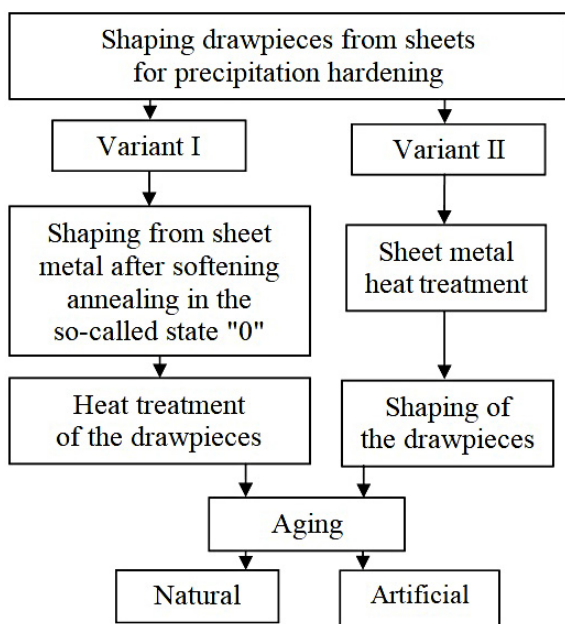 Shaping drawpieces from sheets
for precipitation hardening
Variant I
Variant II
Shaping from sheet
metal after softening
annealing in the
so-called state "0"
Sheet metal
heat treatment
Heat treatment
of the drawpieces
Shaping of
the drawpieces
Aging
Natural
Artificial